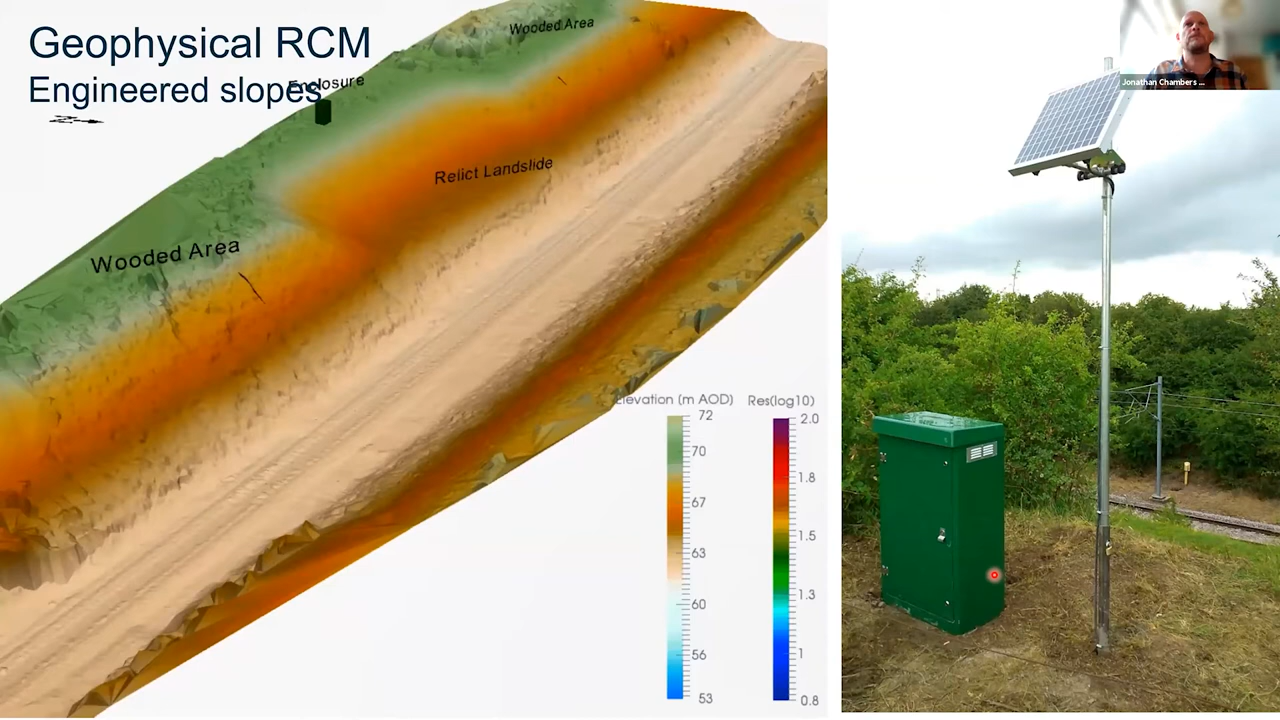 Geophysical RCM
Engineered slopes
Enclosure
Wooded Area
Relict Landslide
Wooded Area
Elevation (m AOD)
72
70
67
63
60
56
53
Res(log10)
2.0
1.8
1.5
1.3
1
0.8
Jonathan Chambers ...